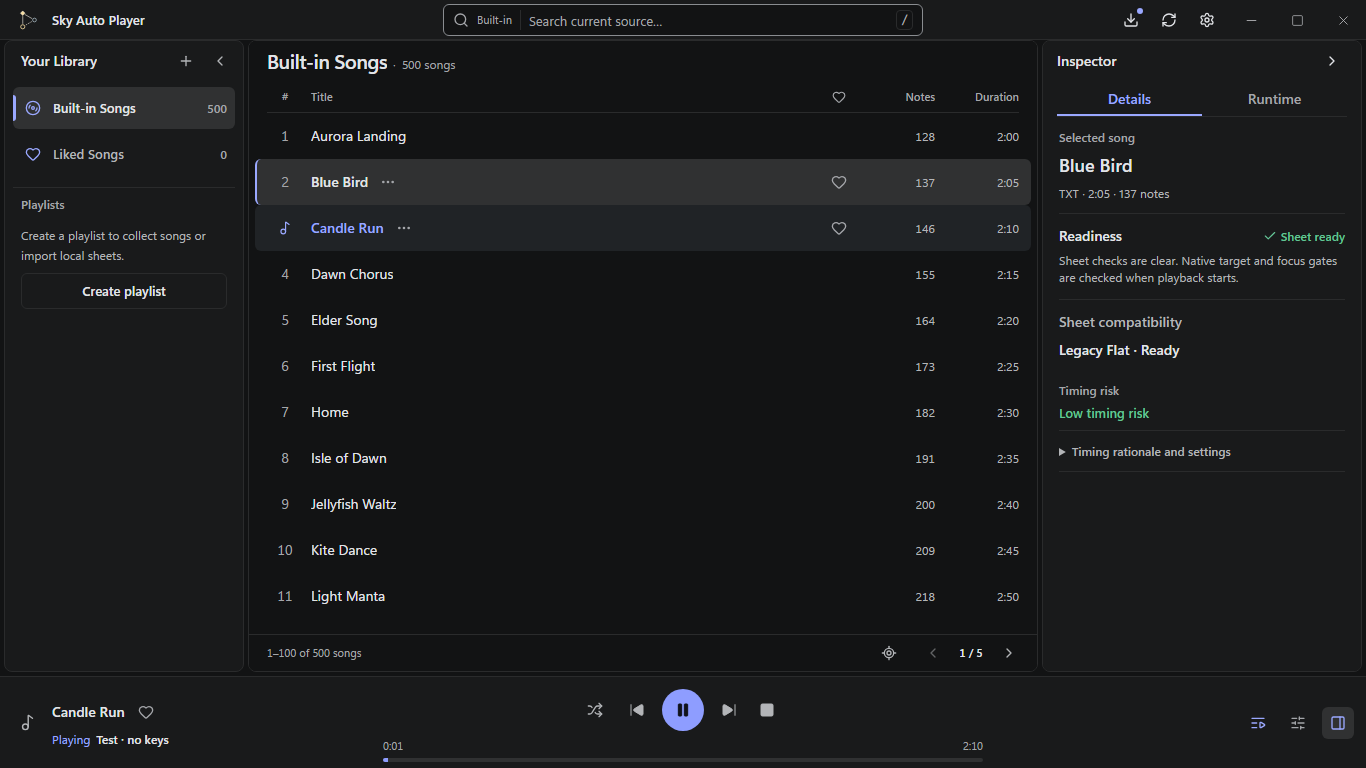 Sky Auto Player
Built-in
Search current source...
/
Your Library
Built-in Songs 500
Liked Songs 0
Playlists
Create a playlist to collect songs or
import local sheets.
Create playlist
Built-in Songs · 500 songs
# Title Notes Duration
1 Aurora Landing 128 2:00
2 Blue Bird ··· 137 2:05
Candle Run ··· 146 2:10
4 Dawn Chorus 155 2:15
5 Elder Song 164 2:20
6 First Flight 173 2:25
7 Home 182 2:30
8 Isle of Dawn 191 2:35
9 Jellyfish Waltz 200 2:40
10 Kite Dance 209 2:45
11 Light Manta 218 2:50
1–100 of 500 songs
1 / 5
Inspector
Details Runtime
Selected song
Blue Bird
TXT · 2:05 · 137 notes
Readiness Sheet ready
Sheet checks are clear. Native target and focus gates
are checked when playback starts.
Sheet compatibility
Legacy Flat · Ready
Timing risk
Low timing risk
Timing rationale and settings
Candle Run
Playing Test · no keys
0:01 2:10